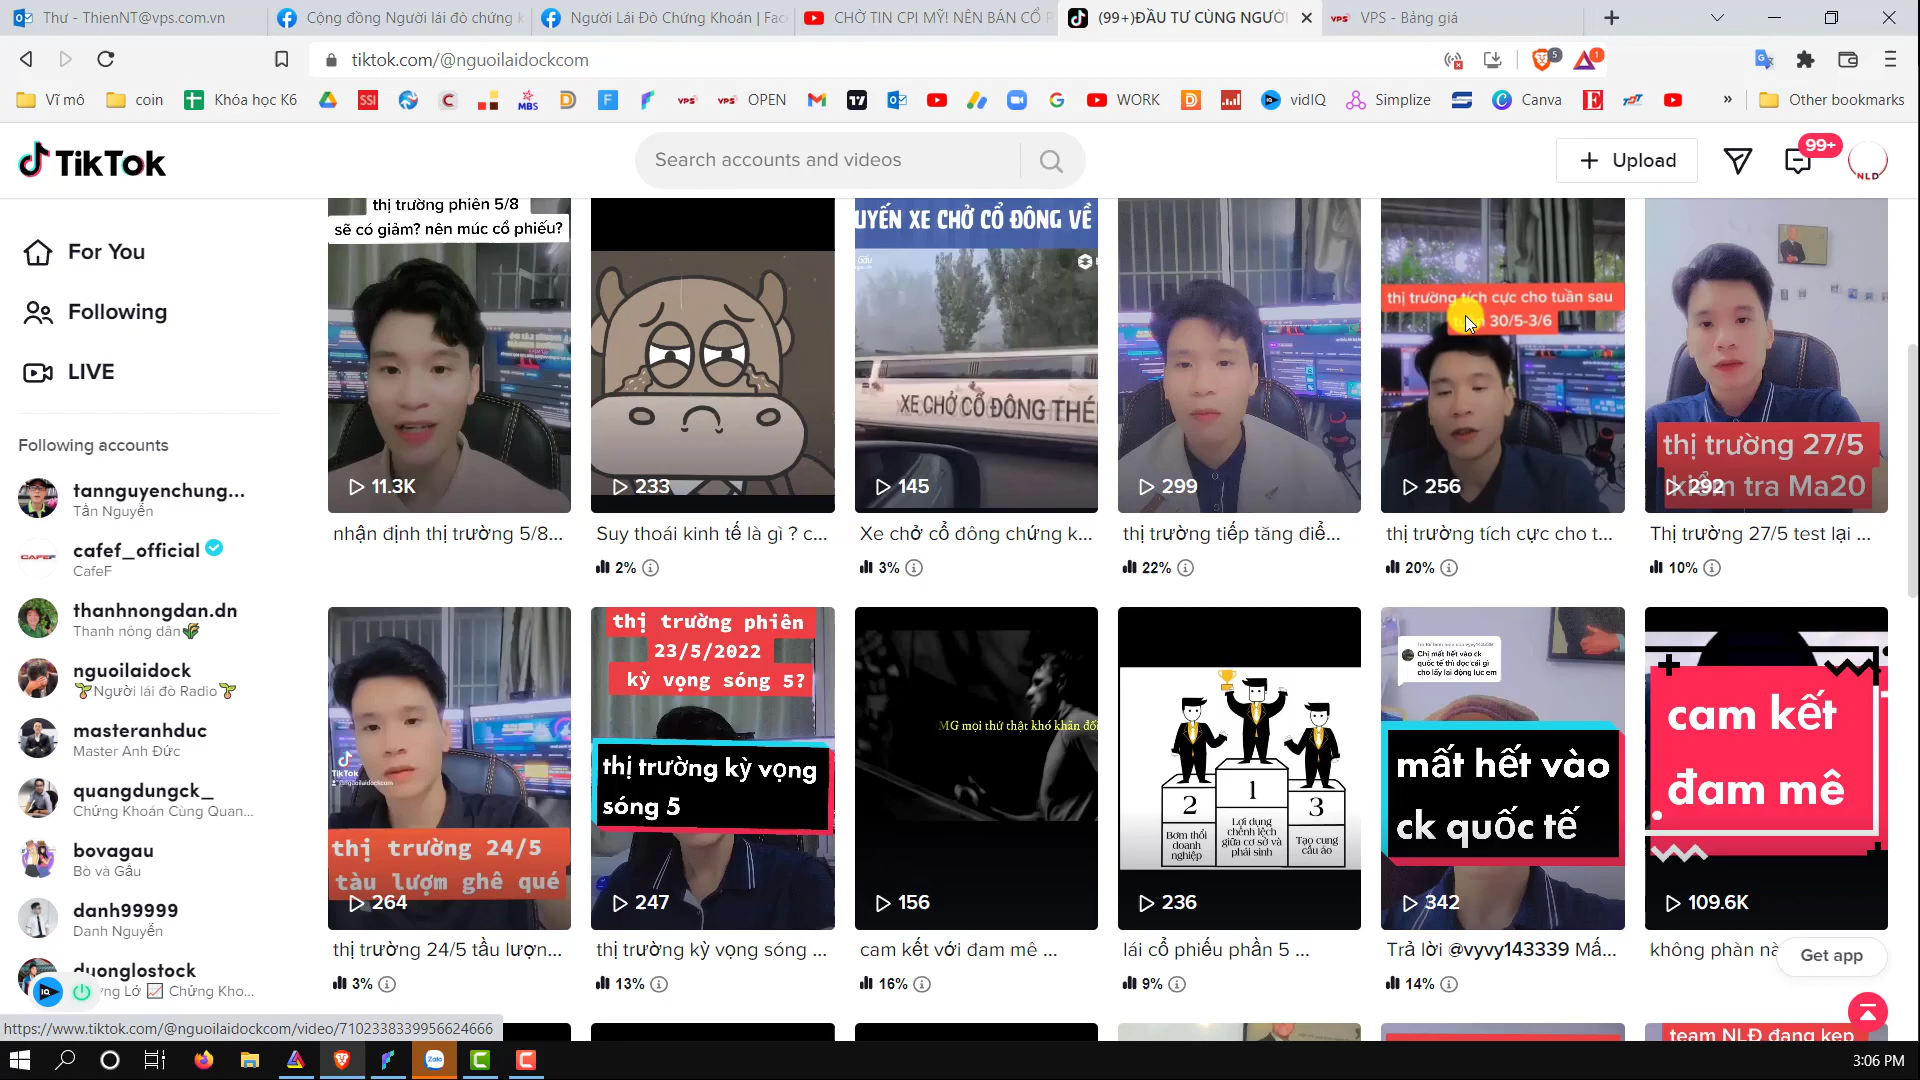 Thư - ThienNT@vps.com.vn
Cộng đồng Người lái đò chứng k
Người Lái Đò Chứng Khoán | Fac
CHỜ TIN CPI MỸ! NÊN BÁN CỔ P
(99+)ĐẦU TƯ CÙNG NGƯỜI
VPS - Bảng giá
tiktok.com/@nguoilaidockcom
5
1
Vĩ mô
coin
Khóa học K6
SSI
MBS
VPS
VPS
OPEN
WORK
vidIQ
Simplize
Canva
TCT
Other bookmarks
TikTok
Search accounts and videos
Upload
99+
NLD
For You
Following
LIVE
Following accounts
tannguyenchung...
Tấn Nguyễn
cafef_official
CafeF
thanhnongdan.dn
Thanh nông dân
nguoilaidock
Người lái đò Radio
masteranhduc
Master Anh Đức
quangdungck_
Chứng Khoán Cùng Quan...
bovagau
Bò và Gấu
danh99999
Danh Nguyễn
duonglostock
ng Lớ Chứng Kho...
thị trường phiên 5/8
sẽ có giảm? nên múc cổ phiếu?
11.3K
nhận định thị trường 5/8...
233
Suy thoái kinh tế là gì ? c...
2%
UYẾN XE CHỞ CỔ ĐÔNG VỀ
XE CHỞ CỔ ĐÔNG THÉ
145
Xe chở cổ đông chứng k...
3%
299
thị trường tiếp tăng điể...
22%
thị trường tích cực cho tuần sau
30/5-3/6
256
thị trường tích cực cho t...
20%
thị trường 27/5
kiểm tra Ma20
292
Thị trường 27/5 test lại ...
10%
TikTok
@nguoilaidockcom
thị trường 24/5
tàu lượm ghê qué
264
thị trường 24/5 tầu lượn...
3%
thị trường phiên
23/5/2022
kỳ vọng sóng 5?
thị trường kỳ vọng
sóng 5
247
thị trường kỳ vọng sóng ...
13%
MG mọi thứ thật khó khăn đối
156
cam kết với đam mê ...
16%
2
1
3
Bơm thổi
doanh
nghiệp
Lợi dụng
chênh lệch
giữa cơ sở và
phái sinh
Tạo cung
cầu ảo
236
lái cổ phiếu phần 5 ...
9%
Chị mất hết vào ck
quốc tế thì đọc cái gì
cho lấy lại động lực em
mất hết vào
ck quốc tế
342
Trả lời @vyvy143339 Mấ...
14%
cam kết
đam mê
109.6K
không phàn nà
Get app
team NLĐ đang kẹp
https://www.tiktok.com/@nguoilaidockcom/video/7102338339956624666
Zalo
3:06 PM